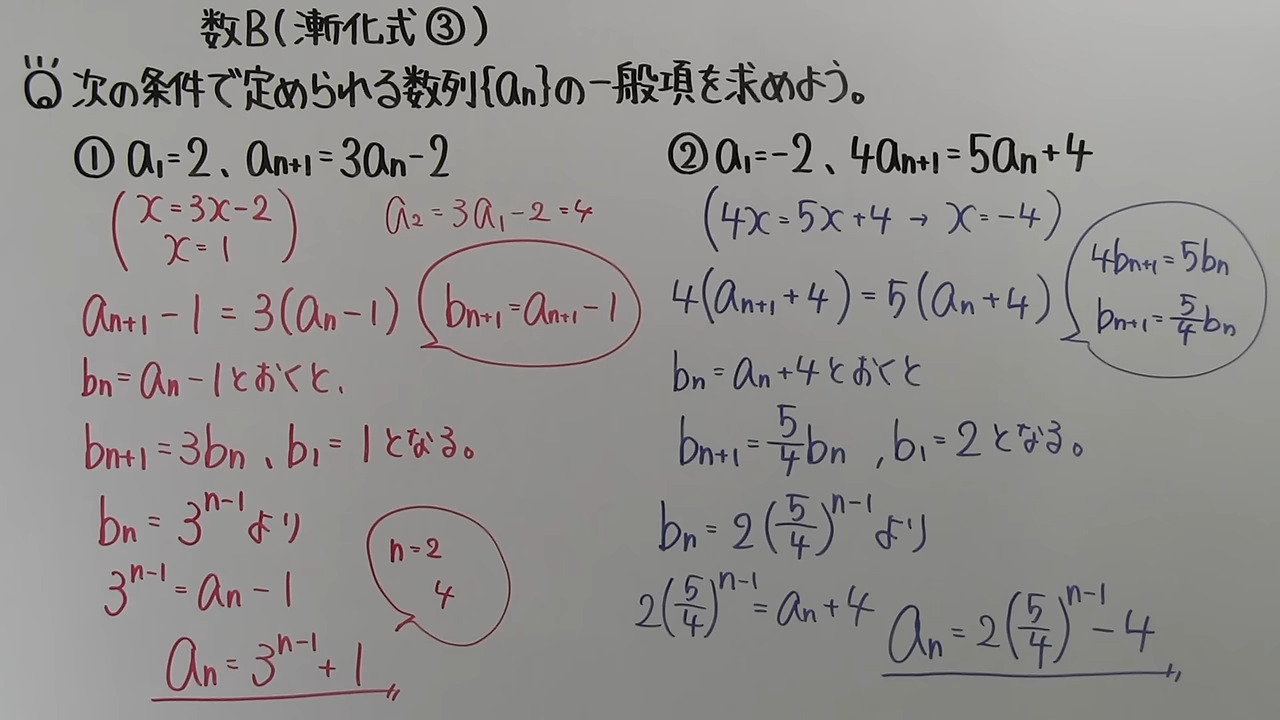 数B(漸化式③)
Q 次の条件で定められる数列{an}の一般項を求めよう。
① a1=2、an+1=3an-2
(x=3x-2
x=1)
a2=3a1-2=4
an+1-1=3(an-1)
bn+1=an+1-1
bn=an-1とおくと、
bn+1=3bn、b1=1となる。
bn=3^(n-1)より
n=2
4
3^(n-1)=an-1
an=3^(n-1)+1
② a1=-2、4an+1=5an+4
(4x=5x+4→x=-4)
4bn+1=5bn
bn+1=5/4bn
4(an+1+4)=5(an+4)
bn=an+4とおくと
bn+1=5/4bn,b1=2となる。
bn=2(5/4)^(n-1)より
2(5/4)^(n-1)=an+4
an=2(5/4)^(n-1)-4